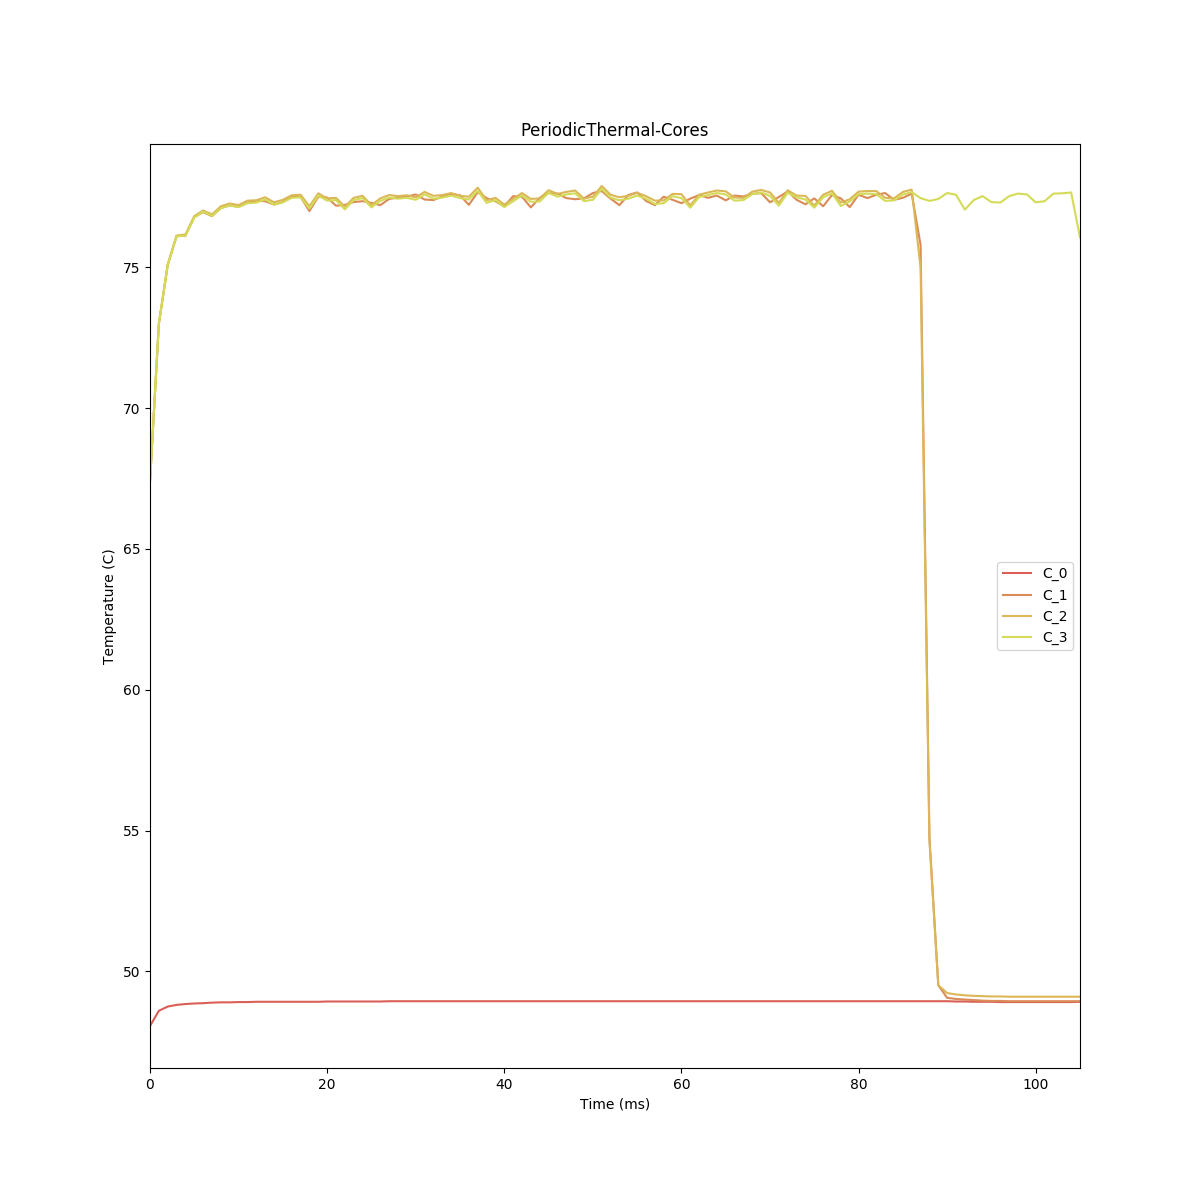 PeriodicThermal-Cores
Temperature (C)
75
70
65
60
55
50
C_0
C_1
C_2
C_3
0 20 40 60 80 100
Time (ms)